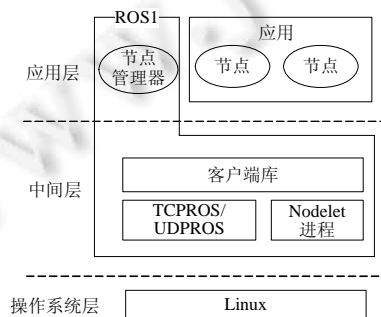 ROS1
应用
应用层
节点
管理器
节点
节点
中间层
客户端库
TCPROS/
UDPROS
Nodelet
进程
操作系统层
Linux